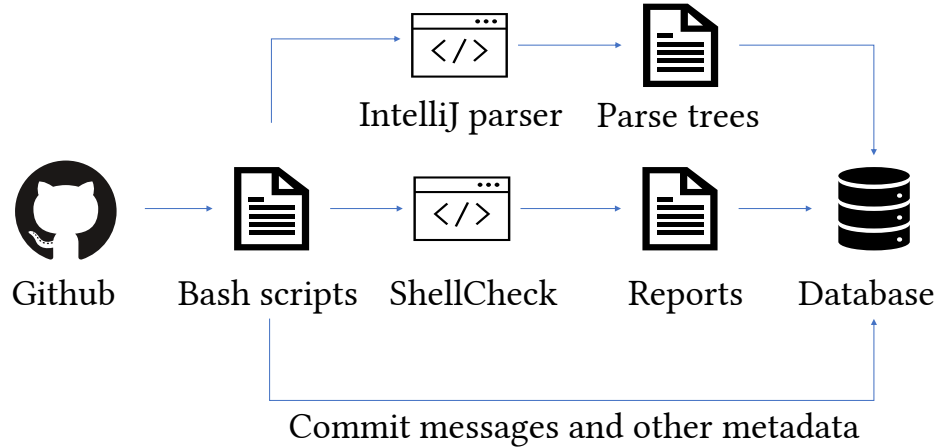 </>
IntelliJ parser
Parse trees
</>
Github
Bash scripts
ShellCheck
Reports
Database
Commit messages and other metadata